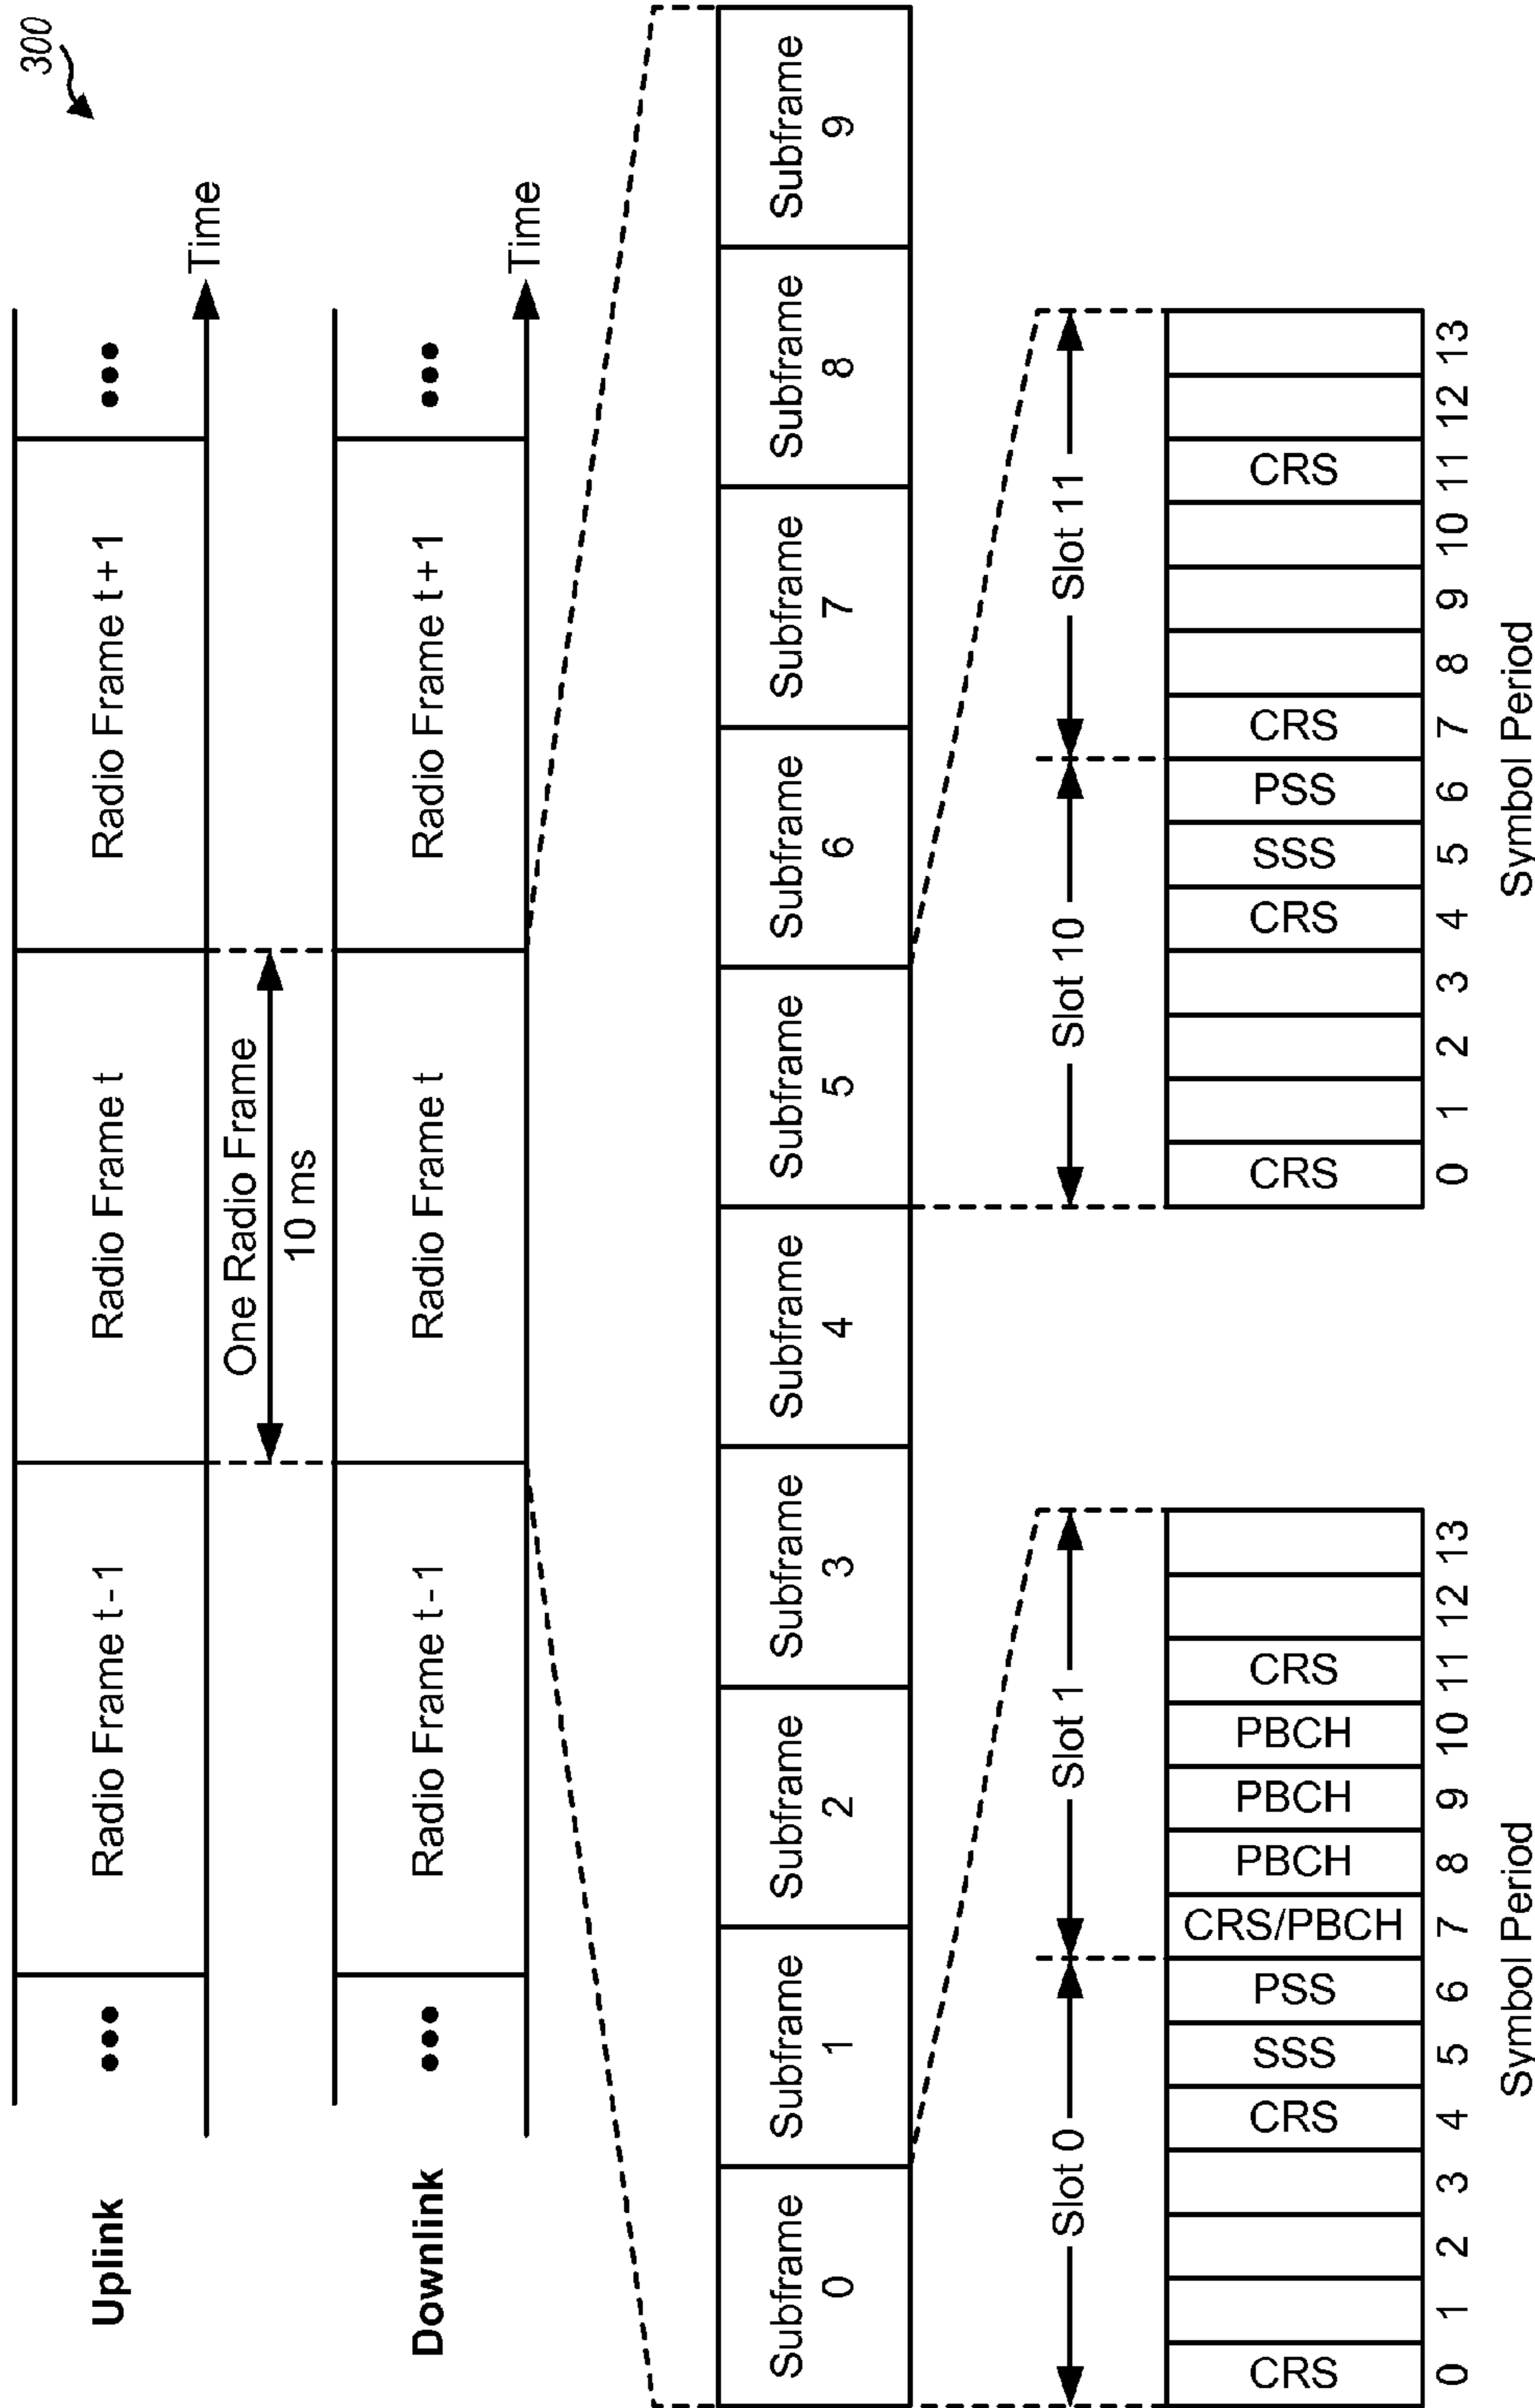 300
Uplink
•••
Radio Frame t-1
Radio Frame t
Radio Frame t+1
•••
Time
One Radio Frame
10 ms
Downlink
•••
Radio Frame t-1
Radio Frame t
Radio Frame t+1
•••
Time
Subframe
0
Subframe
1
Subframe
2
Subframe
3
Subframe
4
Subframe
5
Subframe
6
Subframe
7
Subframe
8
Subframe
9
Slot 0
Slot 1
CRS
CRS
SSS
PSS
CRS/PBCH
PBCH
PBCH
PBCH
CRS
0 1 2 3 4 5 6 7 8 9 10 11 12 13
Symbol Period
Slot 10
Slot 11
CRS
CRS
SSS
PSS
CRS
CRS
0 1 2 3 4 5 6 7 8 9 10 11 12 13
Symbol Period